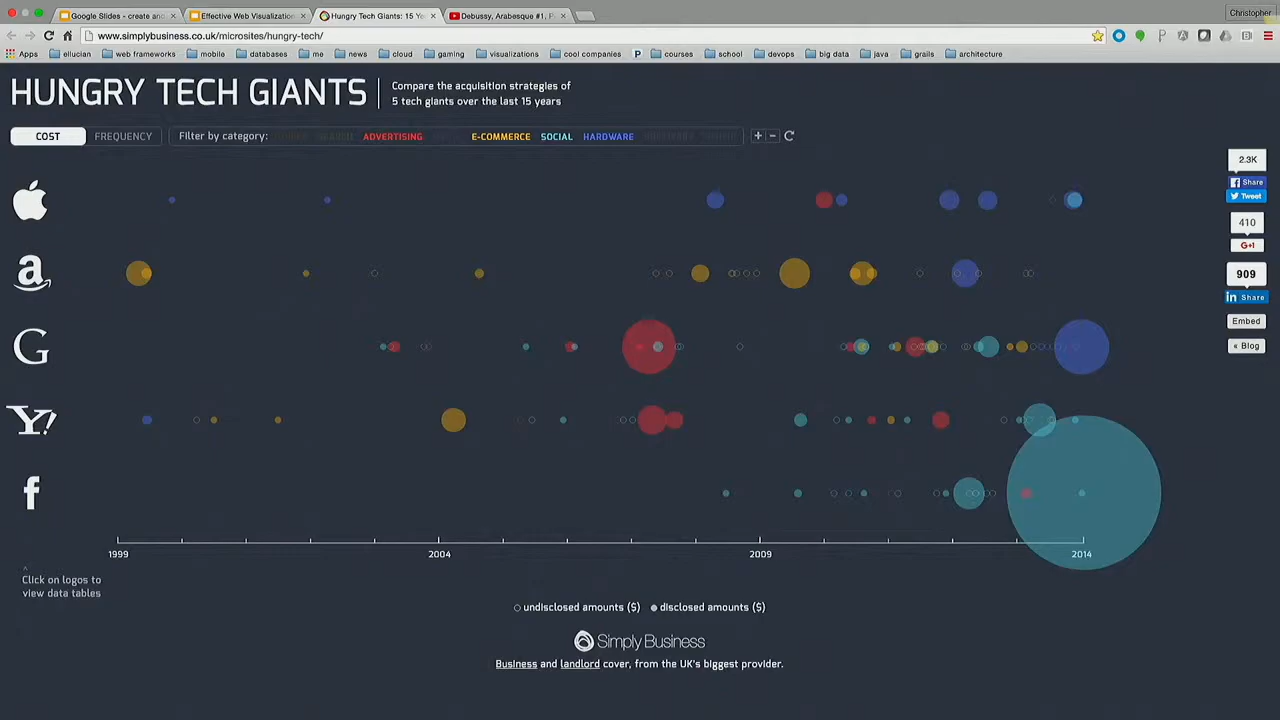 Google Slides - create and
Effective Web Visualization
Hungry Tech Giants: 15 Ye
Debussy, Arabesque #1, P
Christopher
www.simplybusiness.co.uk/microsites/hungry-tech/
Apps
ellucian
web frameworks
mobile
databases
me
news
cloud
gaming
visualizations
cool companies
P
courses
school
devops
big data
java
grails
architecture
HUNGRY TECH GIANTS
Compare the acquisition strategies of
5 tech giants over the last 15 years
COST
FREQUENCY
Filter by category:
ADVERTISING
E-COMMERCE
SOCIAL
HARDWARE
2.3K
Share
Tweet
410
G+1
909
in Share
Embed
« Blog
a
G
Y!
f
1999
2004
2009
2014
^
Click on logos to
view data tables
undisclosed amounts ($)
disclosed amounts ($)
Simply Business
Business and landlord cover, from the UK's biggest provider.